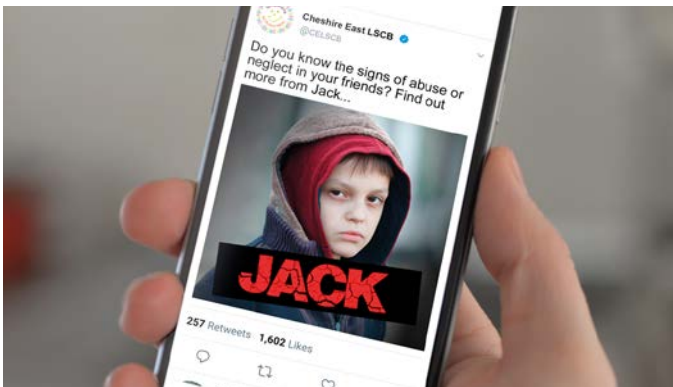 Cheshire East LSCB
@CELSCB
Do you know the signs of abuse or
neglect in your friends? Find out
more from Jack...
JACK
257 Retweets 1,602 Likes